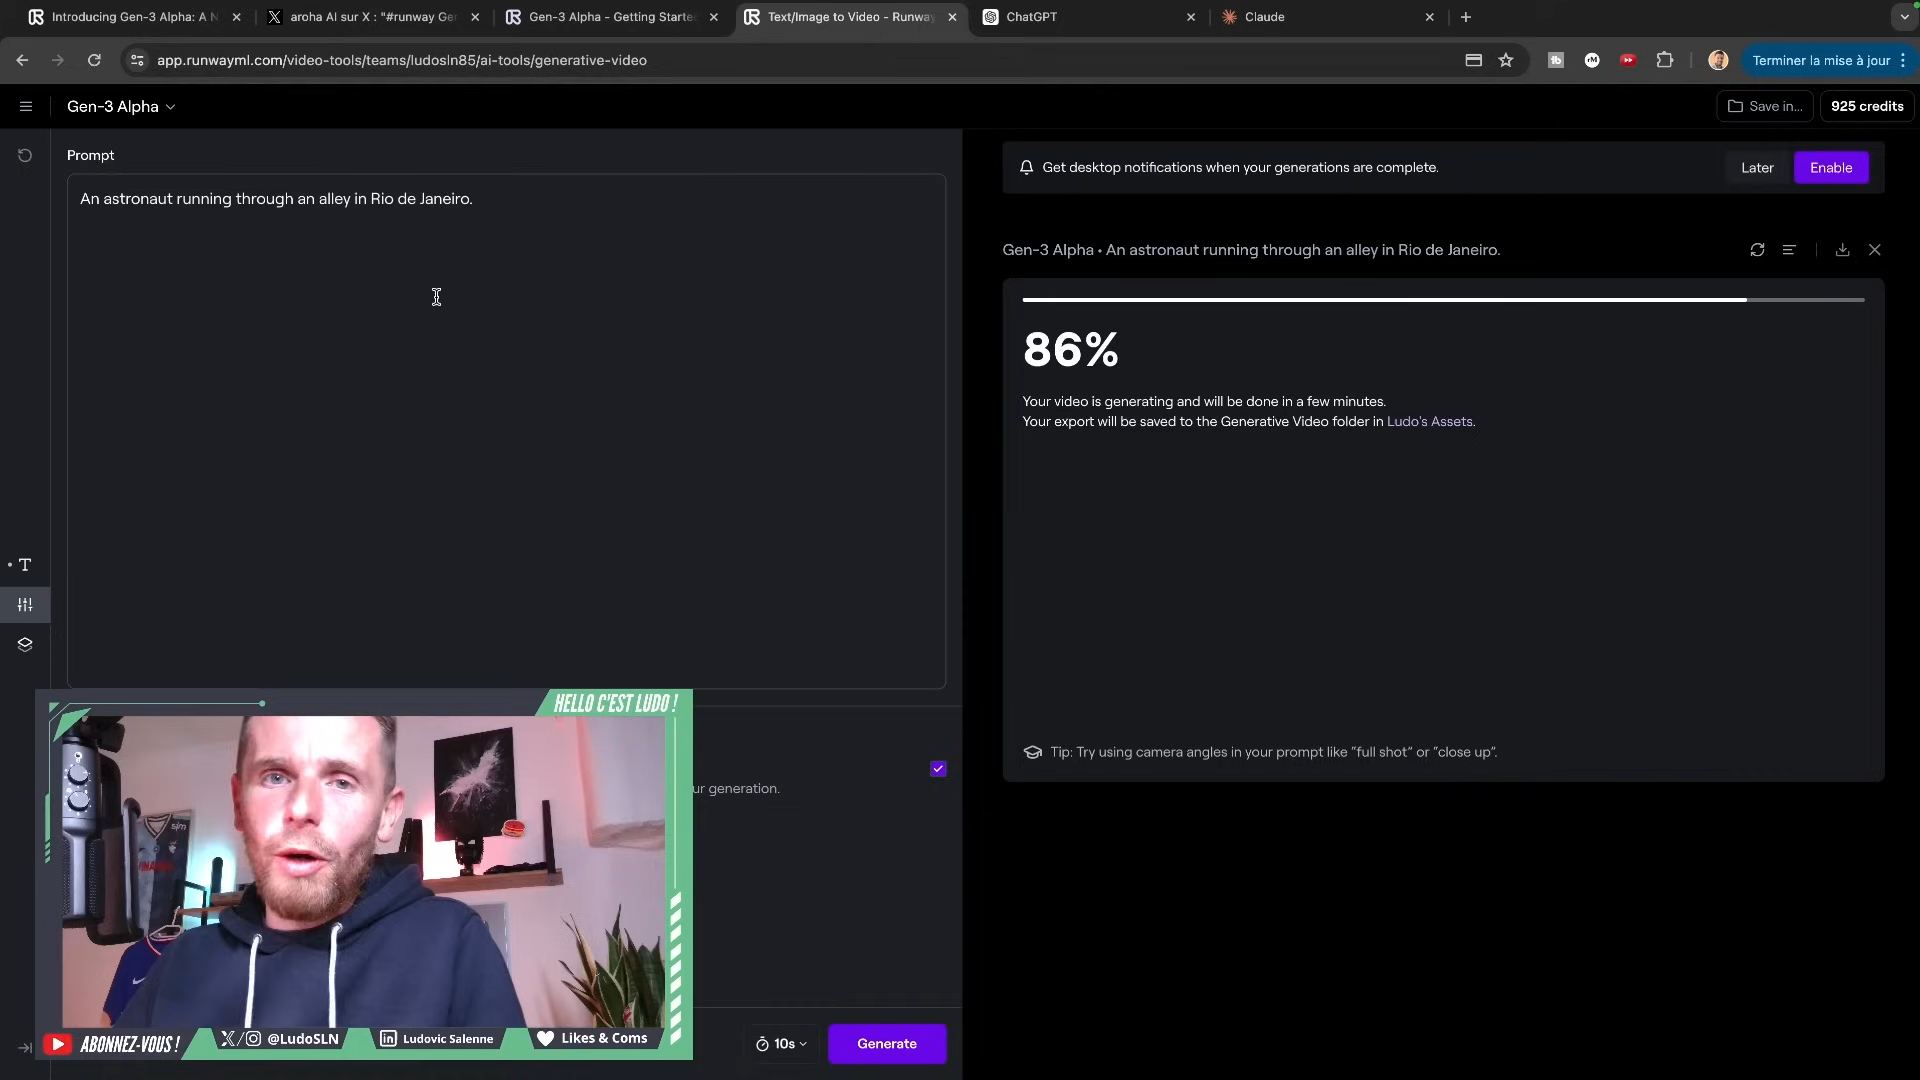 Introducing Gen-3 Alpha: A N
aroha AI sur X : "#runway Ge
Gen-3 Alpha - Getting Starte
Text/Image to Video - Runway
ChatGPT
Claude
app.runwayml.com/video-tools/teams/ludosln85/ai-tools/generative-video
Terminer la mise à jour
Gen-3 Alpha
Save in...
925 credits
Prompt
An astronaut running through an alley in Rio de Janeiro.
Get desktop notifications when your generations are complete.
Later
Enable
Gen-3 Alpha • An astronaut running through an alley in Rio de Janeiro.
86%
Your video is generating and will be done in a few minutes.
Your export will be saved to the Generative Video folder in Ludo's Assets.
Tip: Try using camera angles in your prompt like “full shot” or “close up”.
HELLO C'EST LUDO !
ur generation.
ABONNEZ-VOUS !
@LudoSLN
Ludovic Salenne
Likes & Coms
10s
Generate